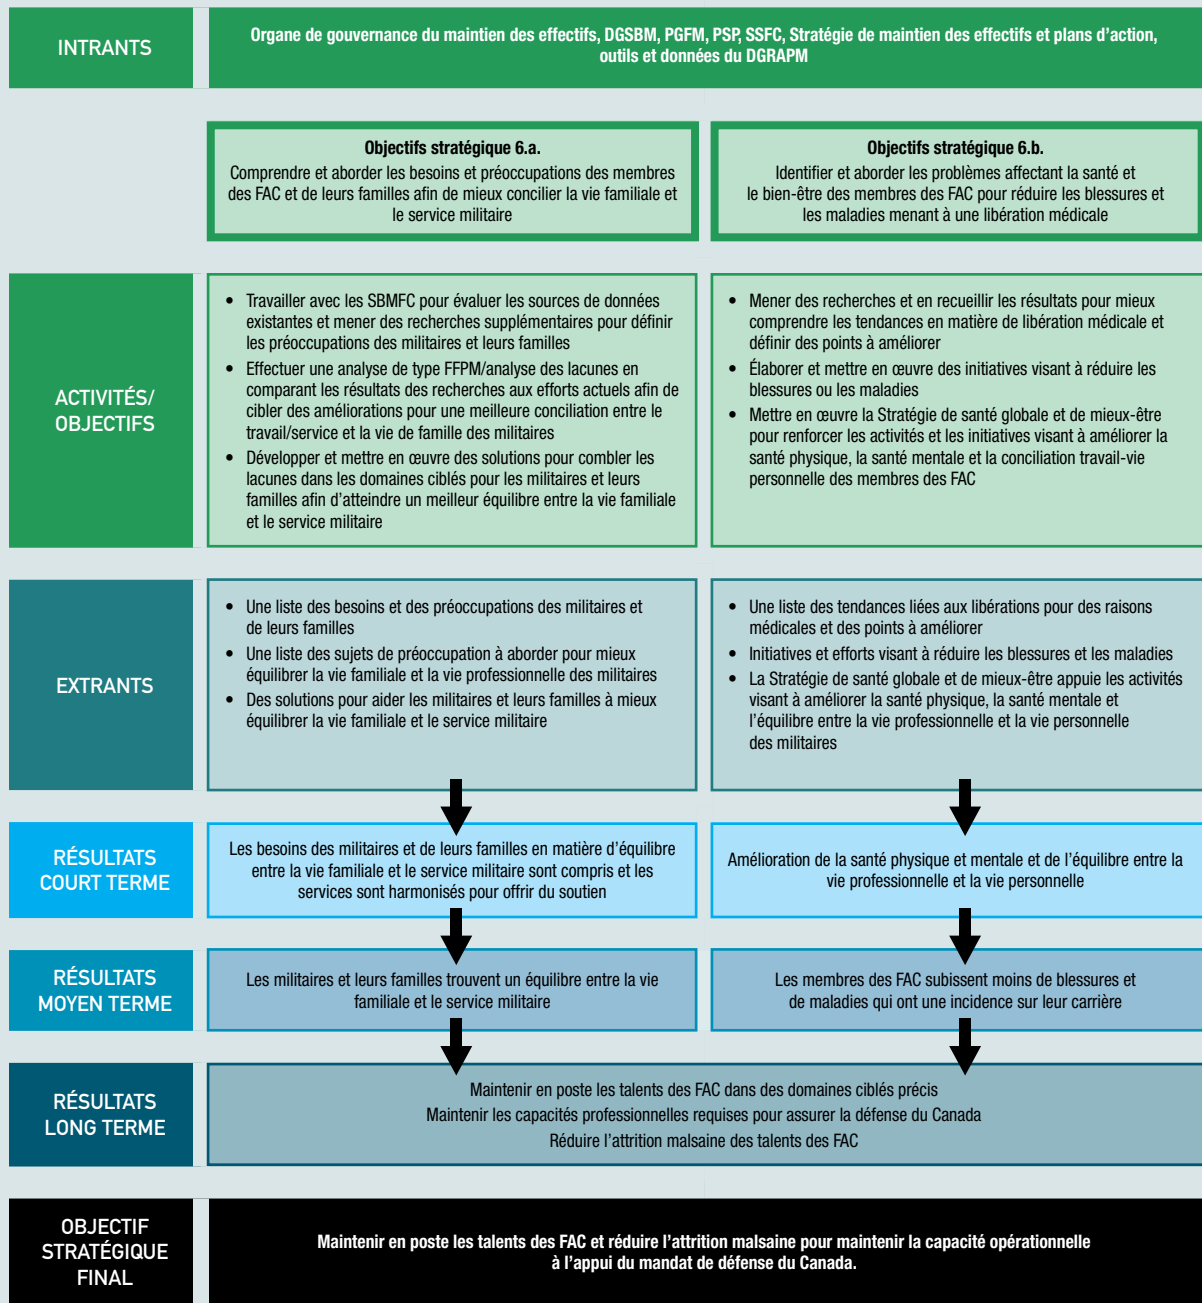 INTRANTS
Organe de gouvernance du maintien des effectifs, DGSBM, PGFM, PSP, SSFC, Stratégie de maintien des effectifs et plans d’action,
outils et données du DGRAPM
Objectifs stratégique 6.a.
Comprendre et aborder les besoins et préoccupations des membres
des FAC et de leurs familles afin de mieux concilier la vie familiale et
le service militaire
Objectifs stratégique 6.b.
Identifier et aborder les problèmes affectant la santé et
le bien-être des membres des FAC pour réduire les blessures et
les maladies menant à une libération médicale
ACTIVITÉS/
OBJECTIFS
• Travailler avec les SBMFC pour évaluer les sources de données
existantes et mener des recherches supplémentaires pour définir
les préoccupations des militaires et leurs familles
• Effectuer une analyse de type FFPM/analyse des lacunes en
comparant les résultats des recherches aux efforts actuels afin de
cibler des améliorations pour une meilleure conciliation entre le
travail/service et la vie de famille des militaires
• Développer et mettre en œuvre des solutions pour combler les
lacunes dans les domaines ciblés pour les militaires et leurs
familles afin d’atteindre un meilleur équilibre entre la vie familiale
et le service militaire
• Mener des recherches et en recueillir les résultats pour mieux
comprendre les tendances en matière de libération médicale et
définir des points à améliorer
• Élaborer et mettre en œuvre des initiatives visant à réduire les
blessures ou les maladies
• Mettre en œuvre la Stratégie de santé globale et de mieux-être
pour renforcer les activités et les initiatives visant à améliorer la
santé physique, la santé mentale et la conciliation travail-vie
personnelle des membres des FAC
EXTRANTS
• Une liste des besoins et des préoccupations des militaires et
de leurs familles
• Une liste des sujets de préoccupation à aborder pour mieux
équilibrer la vie familiale et la vie professionnelle des militaires
• Des solutions pour aider les militaires et leurs familles à mieux
équilibrer la vie familiale et le service militaire
• Une liste des tendances liées aux libérations pour des raisons
médicales et des points à améliorer
• Initiatives et efforts visant à réduire les blessures et les maladies
• La Stratégie de santé globale et de mieux-être appuie les activités
visant à améliorer la santé physique, la santé mentale et
l’équilibre entre la vie professionnelle et la vie personnelle
des militaires
RÉSULTATS
COURT TERME
Les besoins des militaires et de leurs familles en matière d’équilibre
entre la vie familiale et le service militaire sont compris et les
services sont harmonisés pour offrir du soutien
Amélioration de la santé physique et mentale et de l’équilibre entre la
vie professionnelle et la vie personnelle
RÉSULTATS
MOYEN TERME
Les militaires et leurs familles trouvent un équilibre entre la vie
familiale et le service militaire
Les membres des FAC subissent moins de blessures et
de maladies qui ont une incidence sur leur carrière
RÉSULTATS
LONG TERME
Maintenir en poste les talents des FAC dans des domaines ciblés précis
Maintenir les capacités professionnelles requises pour assurer la défense du Canada
Réduire l’attrition malsaine des talents des FAC
OBJECTIF
STRATÉGIQUE
FINAL
Maintenir en poste les talents des FAC et réduire l’attrition malsaine pour maintenir la capacité opérationnelle
à l’appui du mandat de défense du Canada.